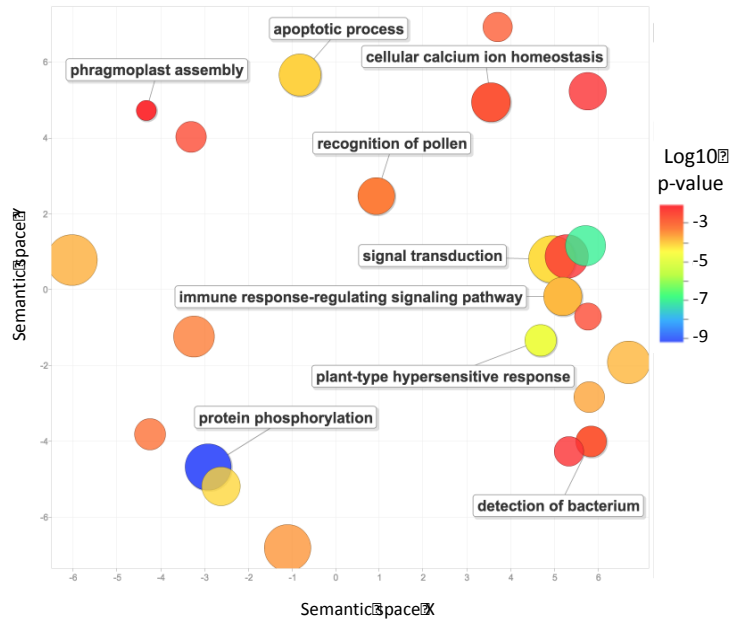 apoptotic process
cellular calcium ion homeostasis
phragmoplast assembly
recognition of pollen
signal transduction
immune response-regulating signaling pathway
plant-type hypersensitive response
protein phosphorylation
detection of bacterium
6
4
2
0
-2
-4
-6
-6
-5
-4
-3
-2
-1
0
1
2
3
4
5
6
Semantic space Y
Semantic space X
Log10
p-value
-3
-5
-7
-9